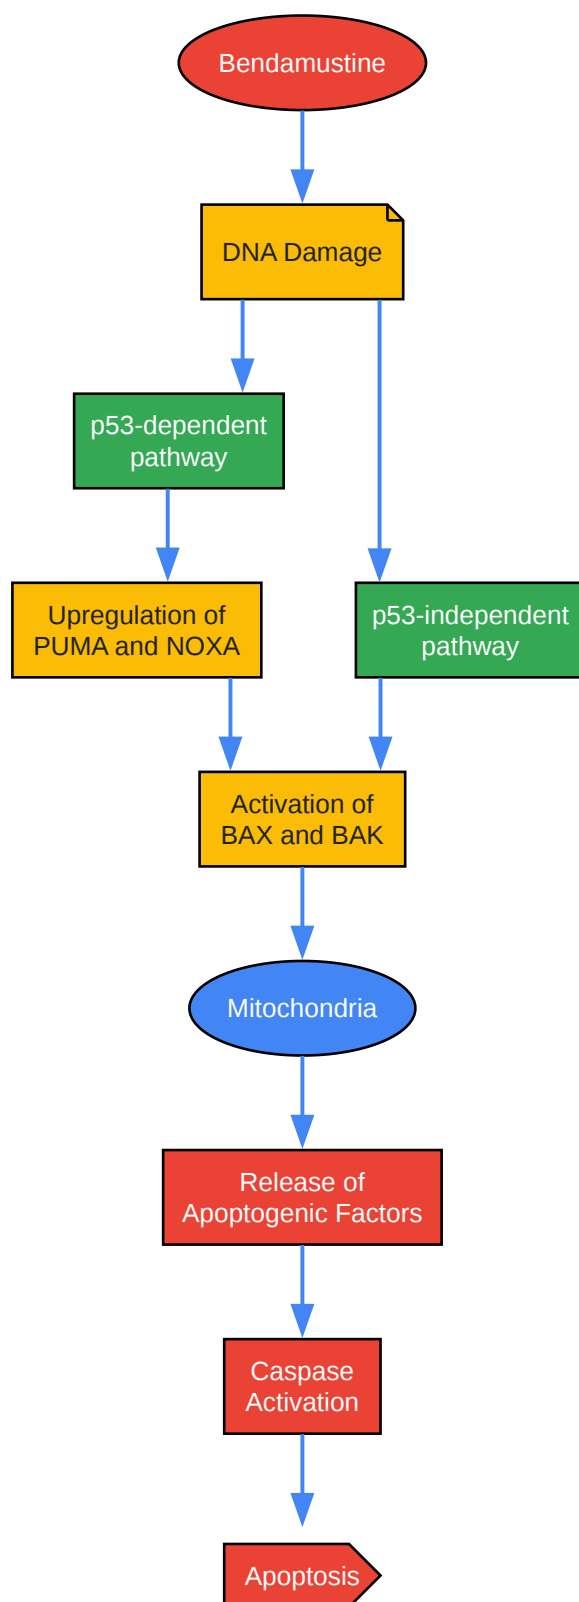 Bendamustine
DNA Damage
p53-dependent
pathway
Upregulation of
PUMA and NOXA
p53-independent
pathway
Activation of
BAX and BAK
Mitochondria
Release of
Apoptogenic Factors
Caspase
Activation
Apoptosis